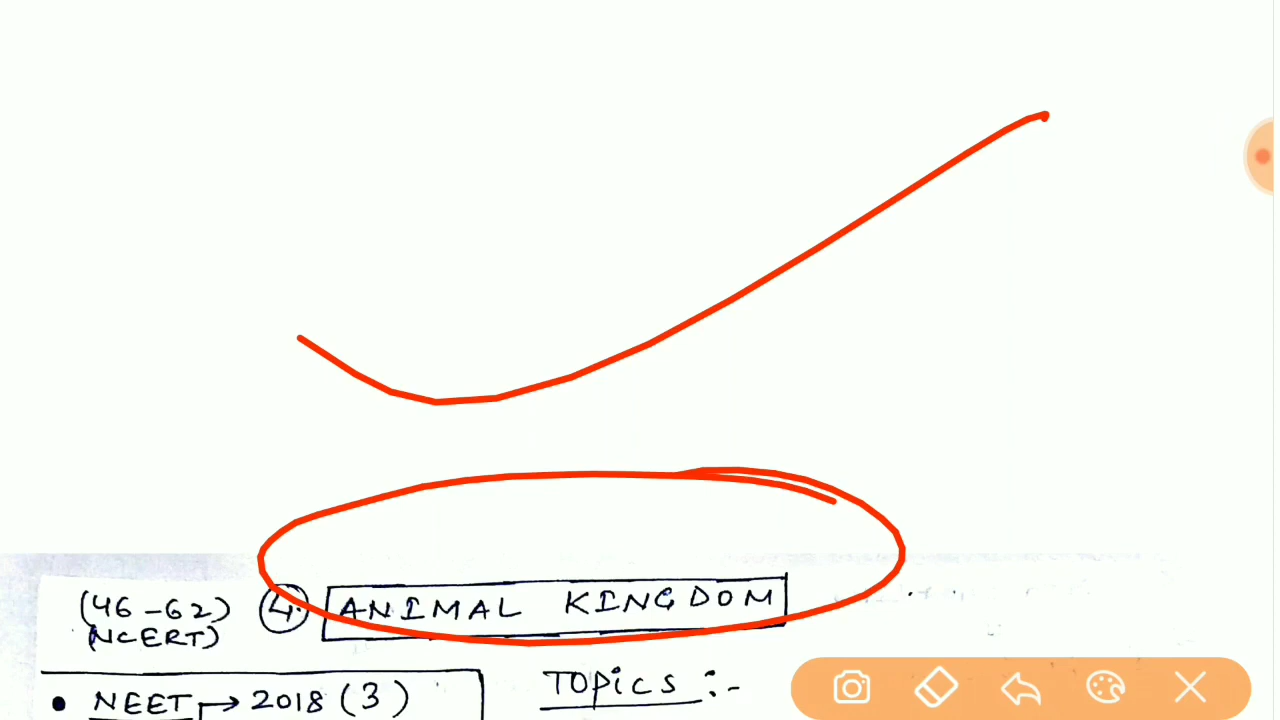 (46-62) ④ ANIMAL KINGDOM
NCERT)
• NEET → 2018 (3)
TOPics :-